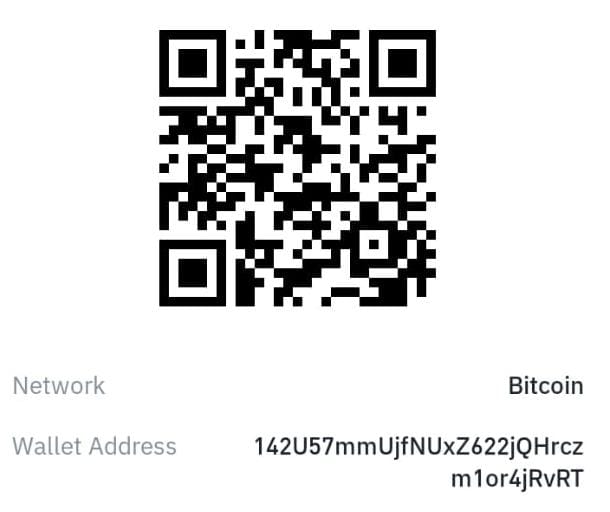 Network
Bitcoin
Wallet Address
142U57mmUjfNUxZ622jQHrcz
m1or4jRvRT